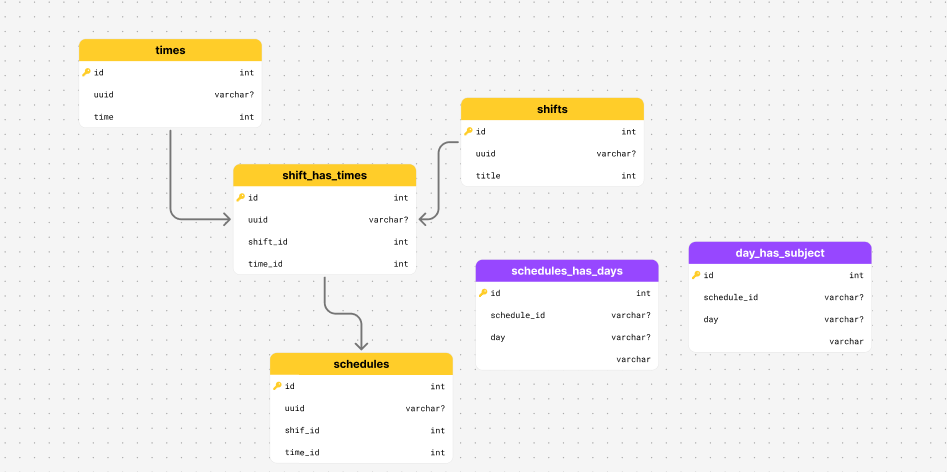 times
id int
uuid varchar?
time int
shifts
id int
uuid varchar?
title int
shift_has_times
id int
uuid varchar?
shift_id int
time_id int
schedules_has_days
id int
schedule_id varchar?
day varchar?
varchar
day_has_subject
id int
schedule_id varchar?
day varchar?
varchar
schedules
id int
uuid varchar?
shif_id int
time_id int